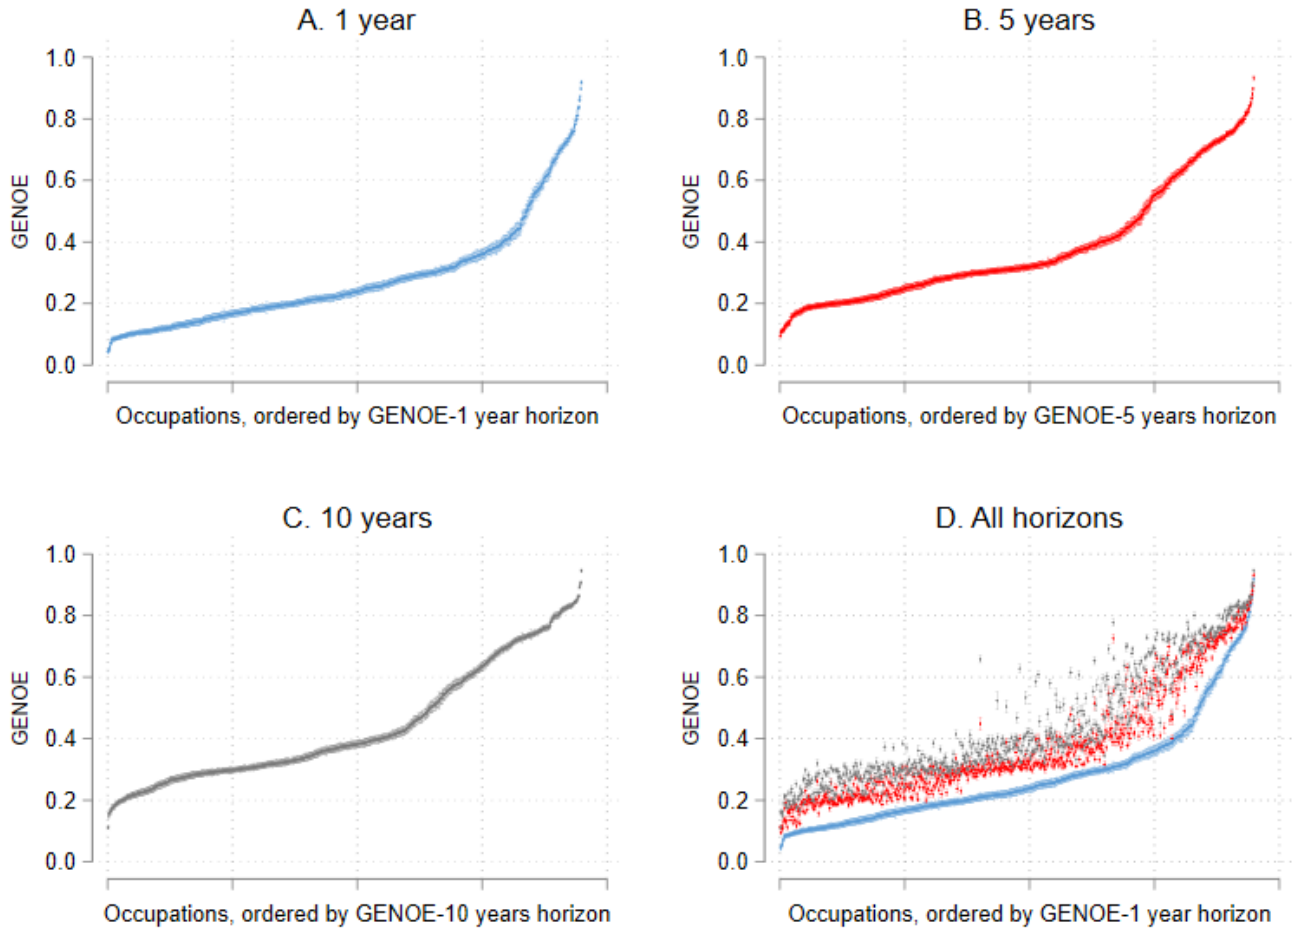 A. 1 year
1.0
0.8
0.6
0.4
0.2
0.0
GENOE
Occupations, ordered by GENOE-1 year horizon
B. 5 years
1.0
0.8
0.6
0.4
0.2
0.0
GENOE
Occupations, ordered by GENOE-5 years horizon
C. 10 years
1.0
0.8
0.6
0.4
0.2
0.0
GENOE
Occupations, ordered by GENOE-10 years horizon
D. All horizons
1.0
0.8
0.6
0.4
0.2
0.0
GENOE
Occupations, ordered by GENOE-1 year horizon